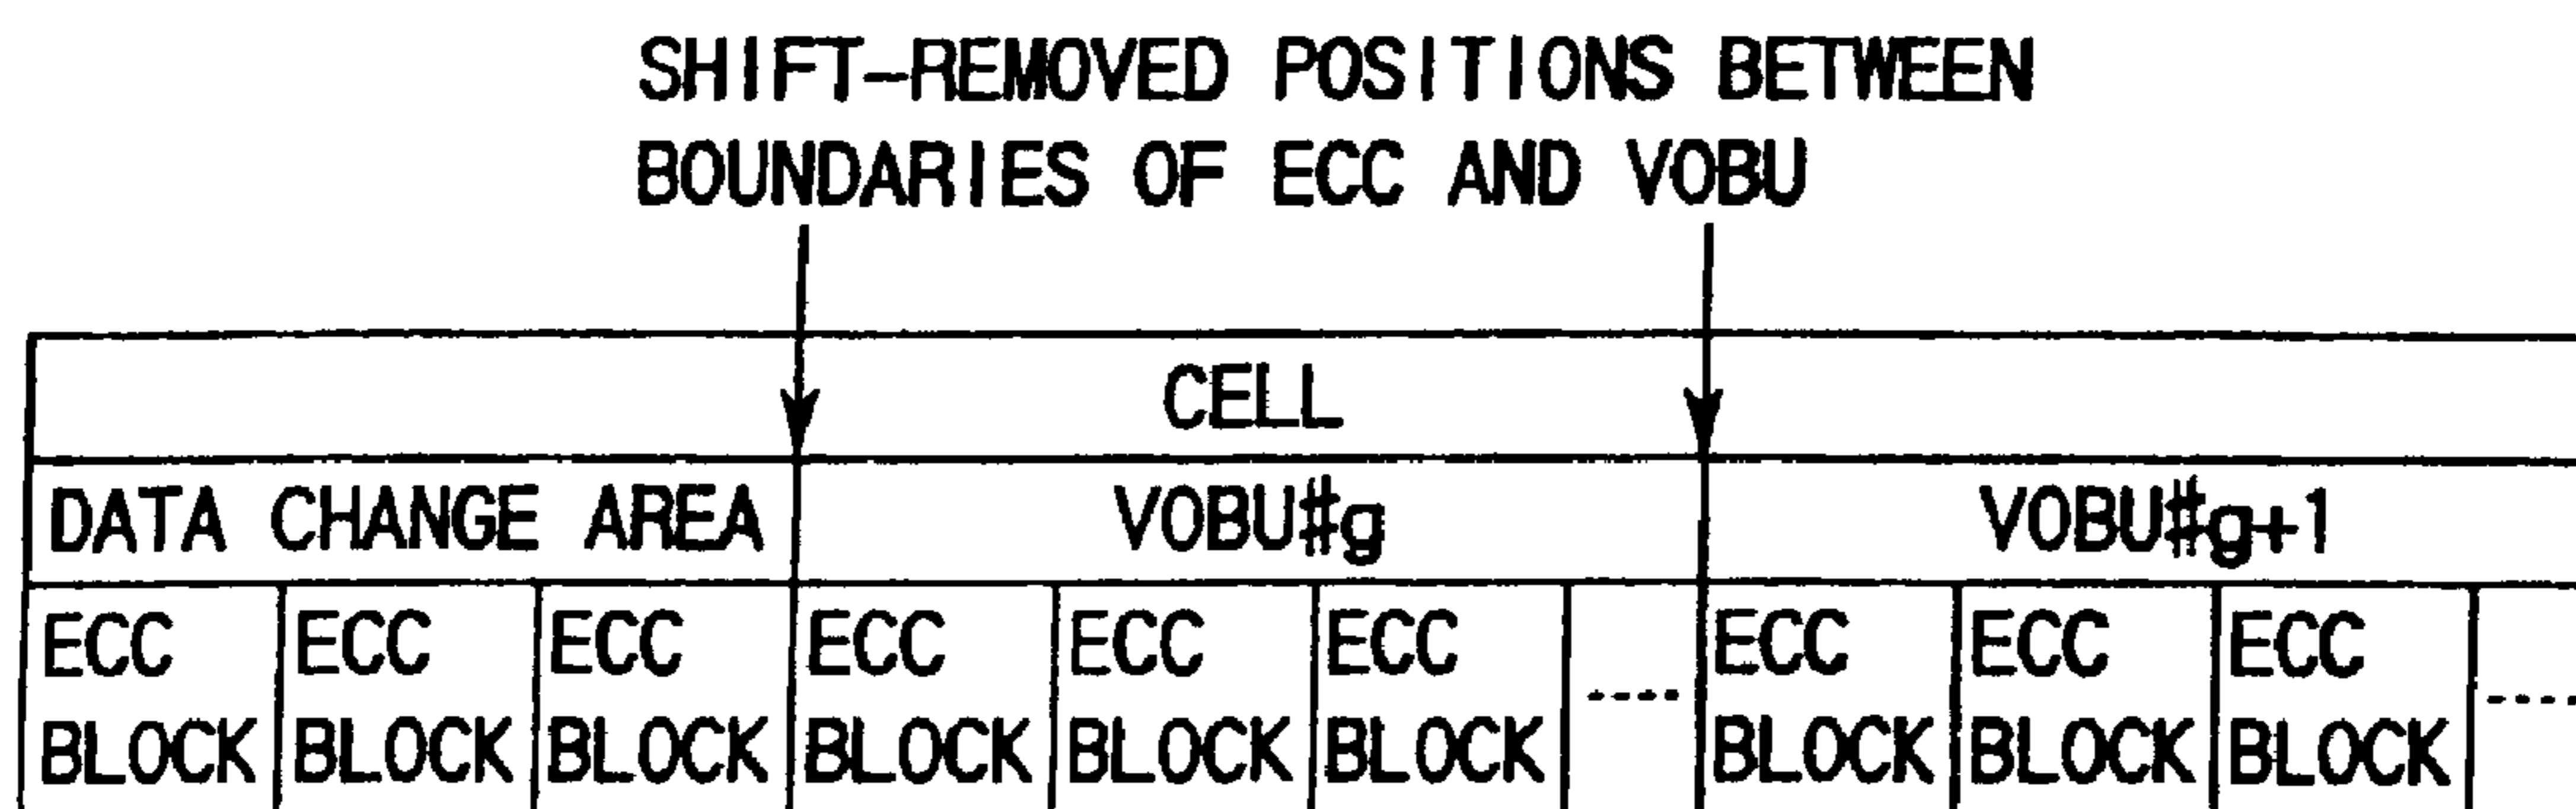 SHIFT-REMOVED POSITIONS BETWEEN
BOUNDARIES OF ECC AND VOBU
CELL
DATA CHANGE AREA VOBU#g VOBU#g+1
ECC ECC ECC ECC ECC ECC ECC ECC ECC
BLOCK BLOCK BLOCK BLOCK BLOCK BLOCK ---- BLOCK BLOCK BLOCK ----